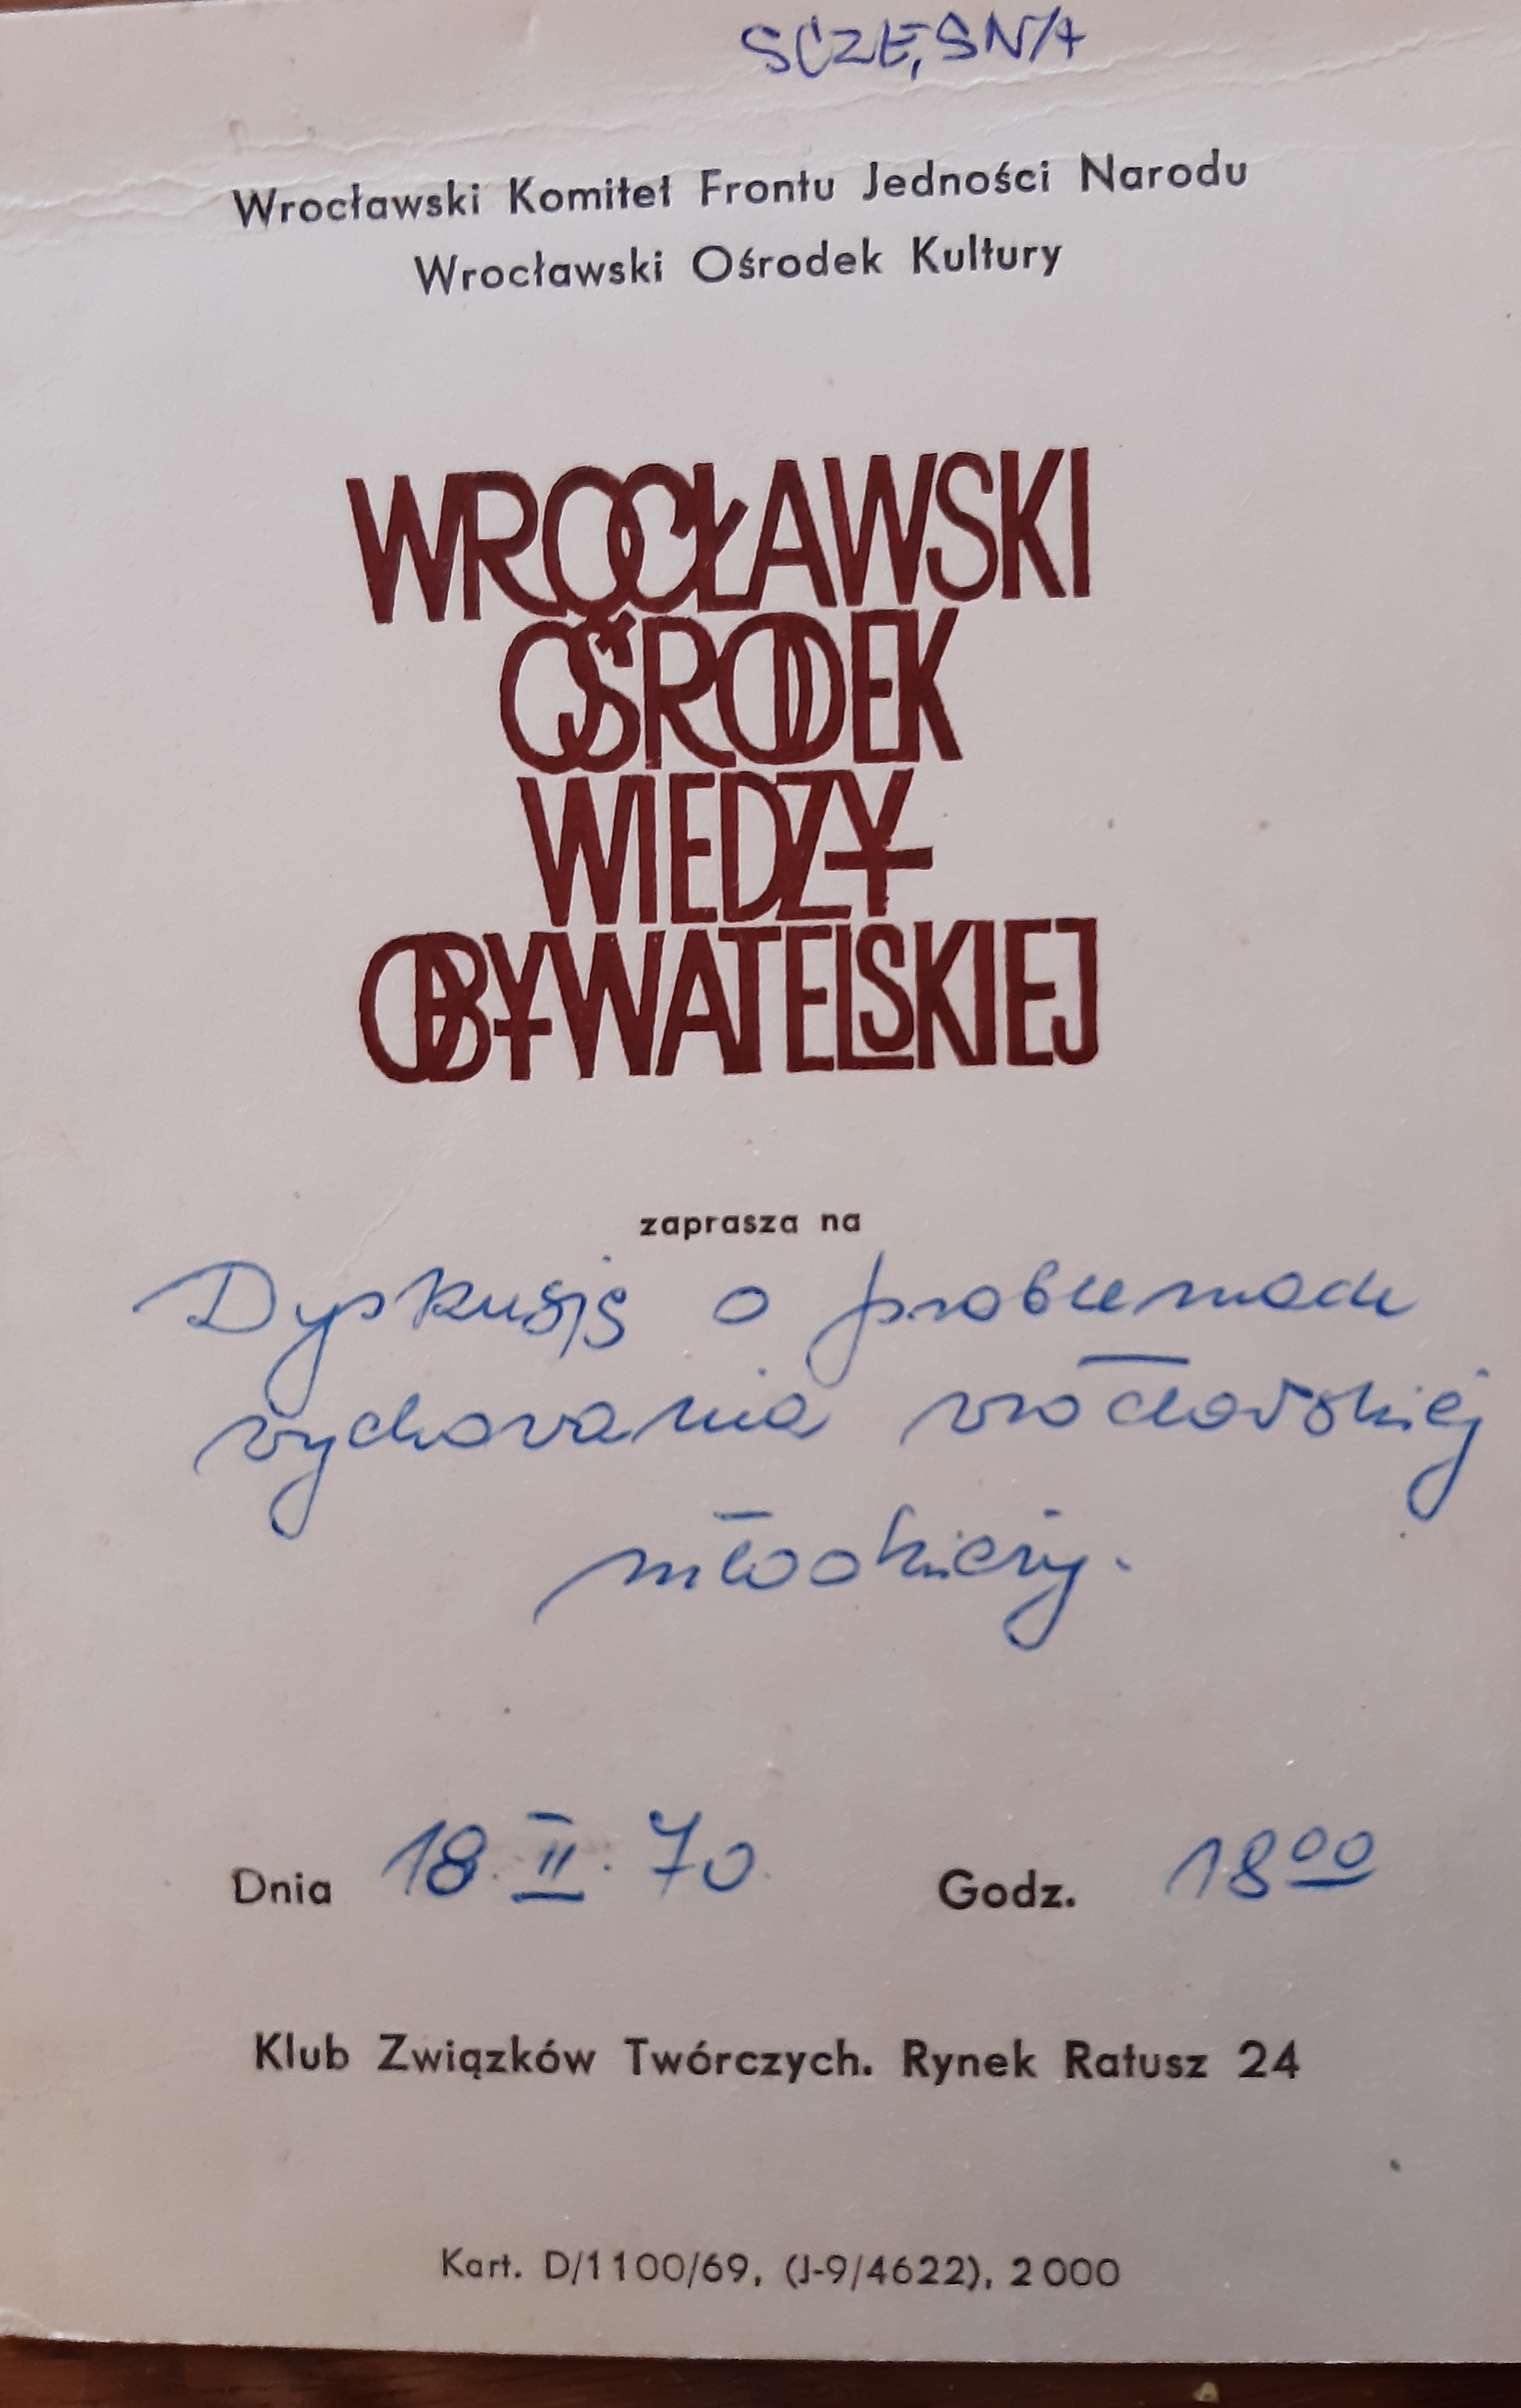 SCZĘSNA
Wrocławski Komitet Frontu Jedności Narodu
Wrocławski Ośrodek Kultury
WROCŁAWSKI
OŚRODEK
WIEDZY
OBYWATELSKIEJ
zaprasza na
Dyskusję o problemach
wychowania wrocławskiej
młodzieży.
Dnia 18.II.70 Godz. 18⁰⁰
Klub Związków Twórczych. Rynek Ratusz 24
Kart. D/1100/69, (J-9/4622), 2000